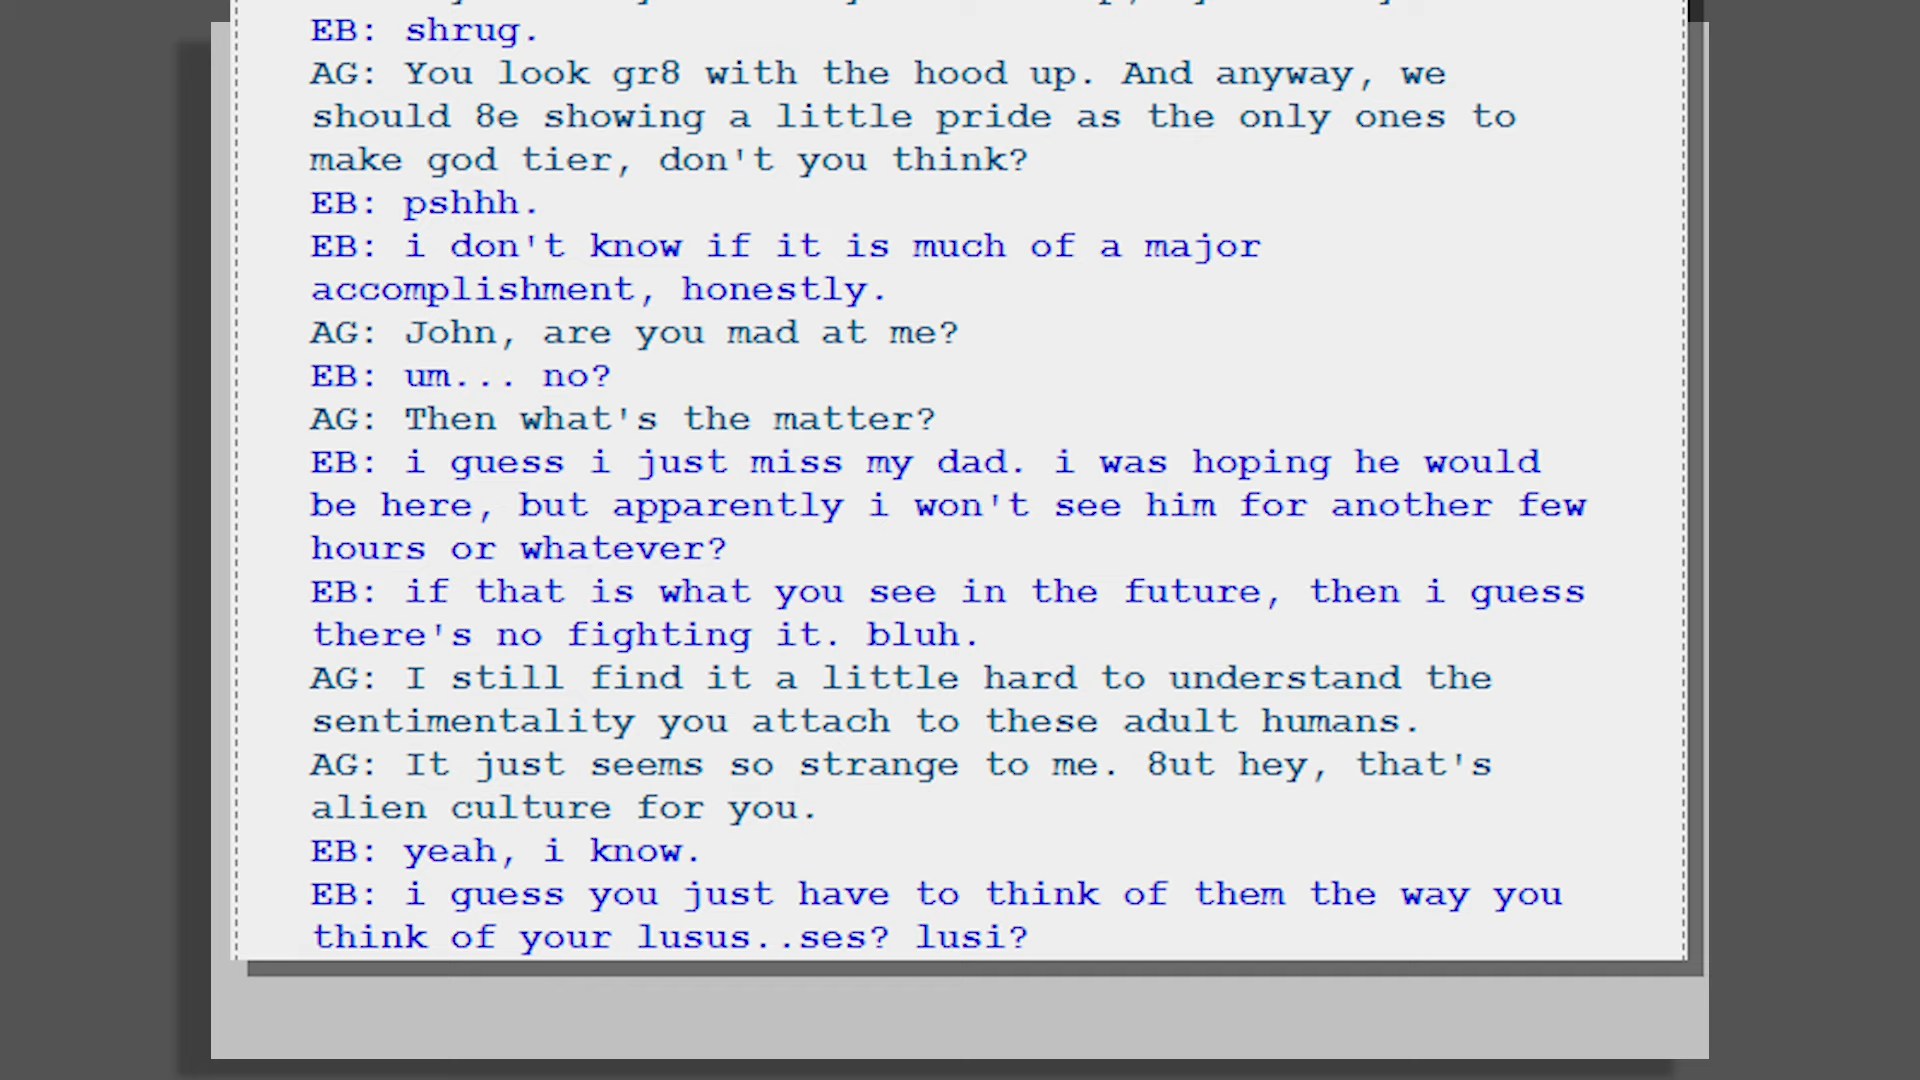 EB: shrug.
AG: You look gr8 with the hood up. And anyway, we
should 8e showing a little pride as the only ones to
make god tier, don't you think?
EB: pshhh.
EB: i don't know if it is much of a major
accomplishment, honestly.
AG: John, are you mad at me?
EB: um... no?
AG: Then what's the matter?
EB: i guess i just miss my dad. i was hoping he would
be here, but apparently i won't see him for another few
hours or whatever?
EB: if that is what you see in the future, then i guess
there's no fighting it. bluh.
AG: I still find it a little hard to understand the
sentimentality you attach to these adult humans.
AG: It just seems so strange to me. 8ut hey, that's
alien culture for you.
EB: yeah, i know.
EB: i guess you just have to think of them the way you
think of your lusus..ses? lusi?